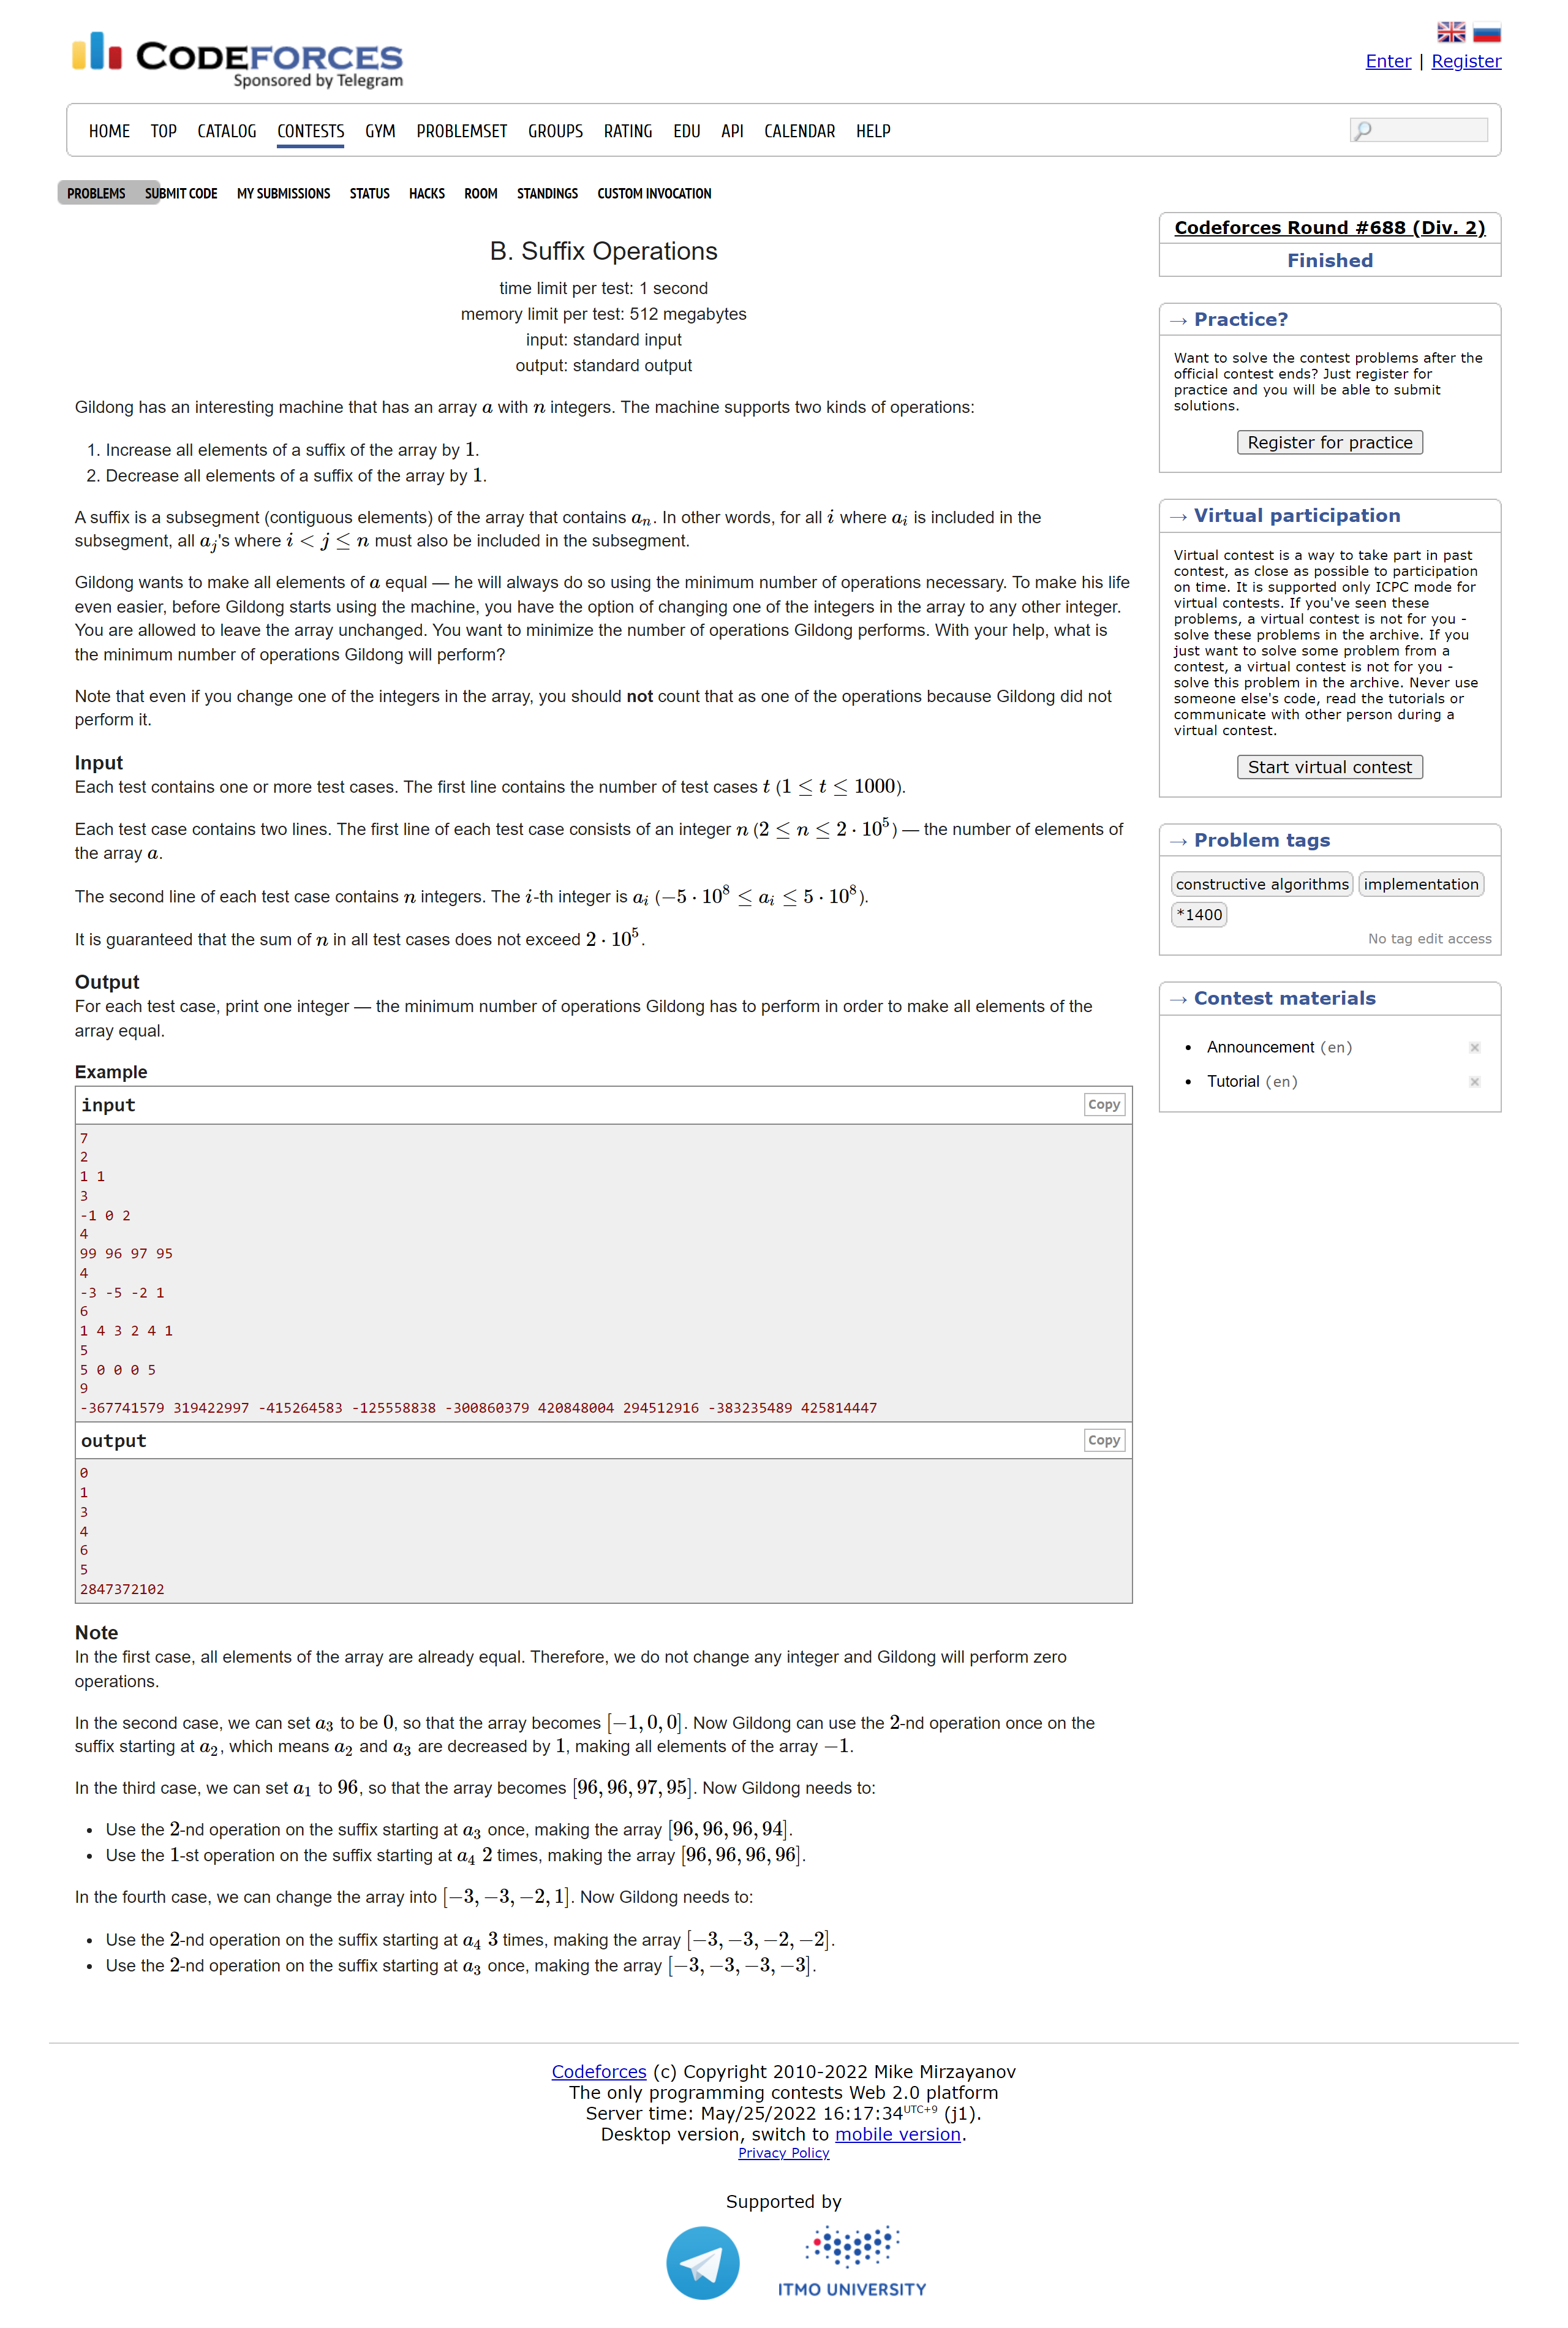 CODEFORCES
Sponsored by Telegram
Enter | Register
HOME TOP CATALOG CONTESTS GYM PROBLEMSET GROUPS RATING EDU API CALENDAR HELP
PROBLEMS SUBMIT CODE MY SUBMISSIONS STATUS HACKS ROOM STANDINGS CUSTOM INVOCATION
B. Suffix Operations
time limit per test: 1 second
memory limit per test: 512 megabytes
input: standard input
output: standard output
Gildong has an interesting machine that has an array a with n integers. The machine supports two kinds of operations:
1. Increase all elements of a suffix of the array by 1.
2. Decrease all elements of a suffix of the array by 1.
A suffix is a subsegment (contiguous elements) of the array that contains aₙ. In other words, for all i where aᵢ is included in the
subsegment, all aⱼ's where i < j ≤ n must also be included in the subsegment.
Gildong wants to make all elements of a equal — he will always do so using the minimum number of operations necessary. To make his life
even easier, before Gildong starts using the machine, you have the option of changing one of the integers in the array to any other integer.
You are allowed to leave the array unchanged. You want to minimize the number of operations Gildong performs. With your help, what is
the minimum number of operations Gildong will perform?
Note that even if you change one of the integers in the array, you should not count that as one of the operations because Gildong did not
perform it.
Input
Each test contains one or more test cases. The first line contains the number of test cases t (1 ≤ t ≤ 1000).
Each test case contains two lines. The first line of each test case consists of an integer n (2 ≤ n ≤ 2 · 10⁵) — the number of elements of
the array a.
The second line of each test case contains n integers. The i-th integer is aᵢ (−5 · 10⁸ ≤ aᵢ ≤ 5 · 10⁸).
It is guaranteed that the sum of n in all test cases does not exceed 2 · 10⁵.
Output
For each test case, print one integer — the minimum number of operations Gildong has to perform in order to make all elements of the
array equal.
Example
input Copy
7
2
1 1
3
-1 0 2
4
99 96 97 95
4
-3 -5 -2 1
6
1 4 3 2 4 1
5
5 0 0 0 5
9
-367741579 319422997 -415264583 -125558838 -300860379 420848004 294512916 -383235489 425814447
output Copy
0
1
3
4
6
5
2847372102
Note
In the first case, all elements of the array are already equal. Therefore, we do not change any integer and Gildong will perform zero
operations.
In the second case, we can set a₃ to be 0, so that the array becomes [−1, 0, 0]. Now Gildong can use the 2-nd operation once on the
suffix starting at a₂, which means a₂ and a₃ are decreased by 1, making all elements of the array −1.
In the third case, we can set a₁ to 96, so that the array becomes [96, 96, 97, 95]. Now Gildong needs to:
• Use the 2-nd operation on the suffix starting at a₃ once, making the array [96, 96, 96, 94].
• Use the 1-st operation on the suffix starting at a₄ 2 times, making the array [96, 96, 96, 96].
In the fourth case, we can change the array into [−3, −3, −2, 1]. Now Gildong needs to:
• Use the 2-nd operation on the suffix starting at a₄ 3 times, making the array [−3, −3, −2, −2].
• Use the 2-nd operation on the suffix starting at a₃ once, making the array [−3, −3, −3, −3].
Codeforces Round #688 (Div. 2)
Finished
→ Practice?
Want to solve the contest problems after the
official contest ends? Just register for
practice and you will be able to submit
solutions.
Register for practice
→ Virtual participation
Virtual contest is a way to take part in past
contest, as close as possible to participation
on time. It is supported only ICPC mode for
virtual contests. If you've seen these
problems, a virtual contest is not for you -
solve these problems in the archive. If you
just want to solve some problem from a
contest, a virtual contest is not for you -
solve this problem in the archive. Never use
someone else's code, read the tutorials or
communicate with other person during a
virtual contest.
Start virtual contest
→ Problem tags
constructive algorithms implementation
*1400
No tag edit access
→ Contest materials
• Announcement (en)
• Tutorial (en)
Codeforces (c) Copyright 2010-2022 Mike Mirzayanov
The only programming contests Web 2.0 platform
Server time: May/25/2022 16:17:34 UTC+9 (j1).
Desktop version, switch to mobile version.
Privacy Policy
Supported by
ITMO UNIVERSITY